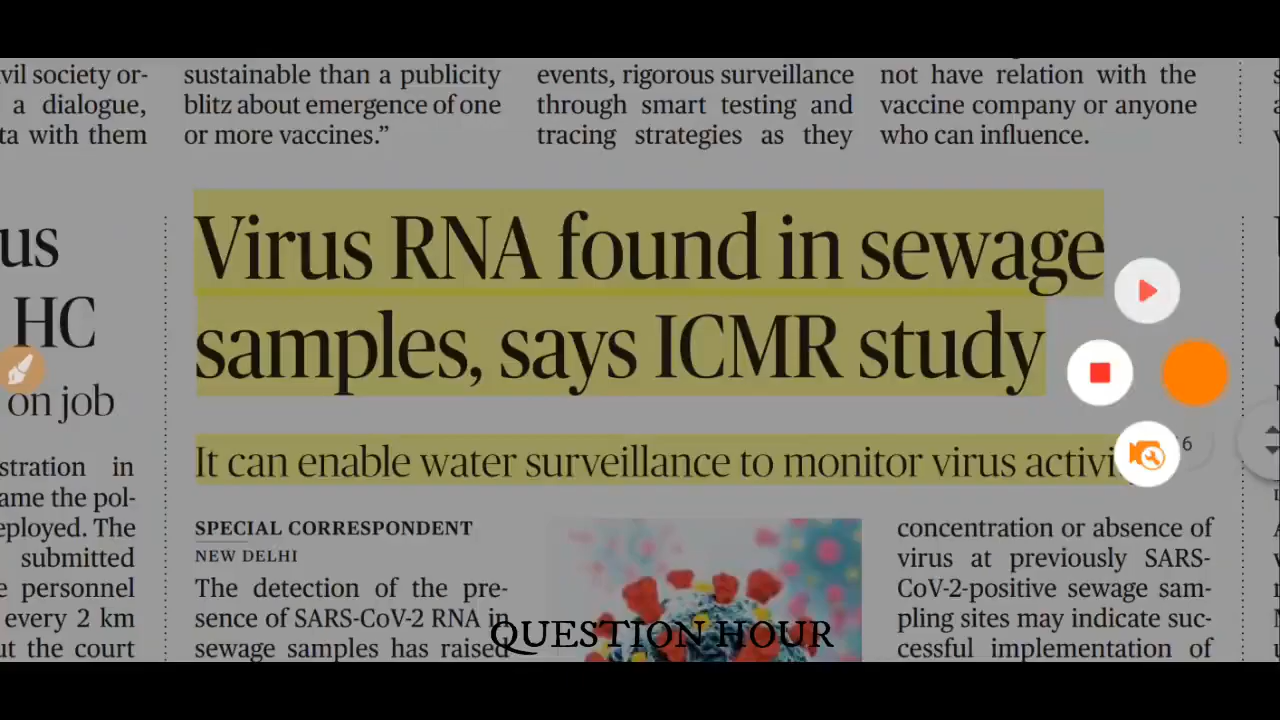 vil society or-
a dialogue,
ta with them
sustainable than a publicity
blitz about emergence of one
or more vaccines.”
events, rigorous surveillance
through smart testing and
tracing strategies as they
not have relation with the
vaccine company or anyone
who can influence.
us
HC
on job
stration in
ame the pol-
eployed. The
submitted
e personnel
every 2 km
ut the court
Virus RNA found in sewage
samples, says ICMR study
It can enable water surveillance to monitor virus activi
SPECIAL CORRESPONDENT
NEW DELHI
The detection of the pre-
sence of SARS-CoV-2 RNA in
sewage samples has raised
concentration or absence of
virus at previously SARS-
CoV-2-positive sewage sam-
pling sites may indicate suc-
cessful implementation of
6
QUESTION HOUR